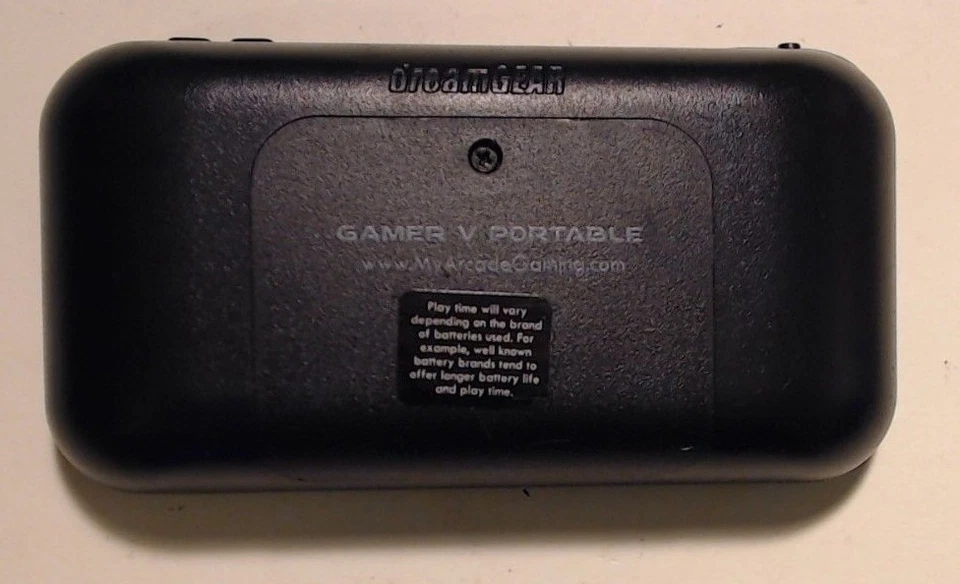 dreamGEAR
GAMER V PORTABLE
www.MyArcadeGaming.com
Play time will vary
depending on the brand
of batteries used. For
example, well known
battery brands tend to
offer longer battery life
and play time.